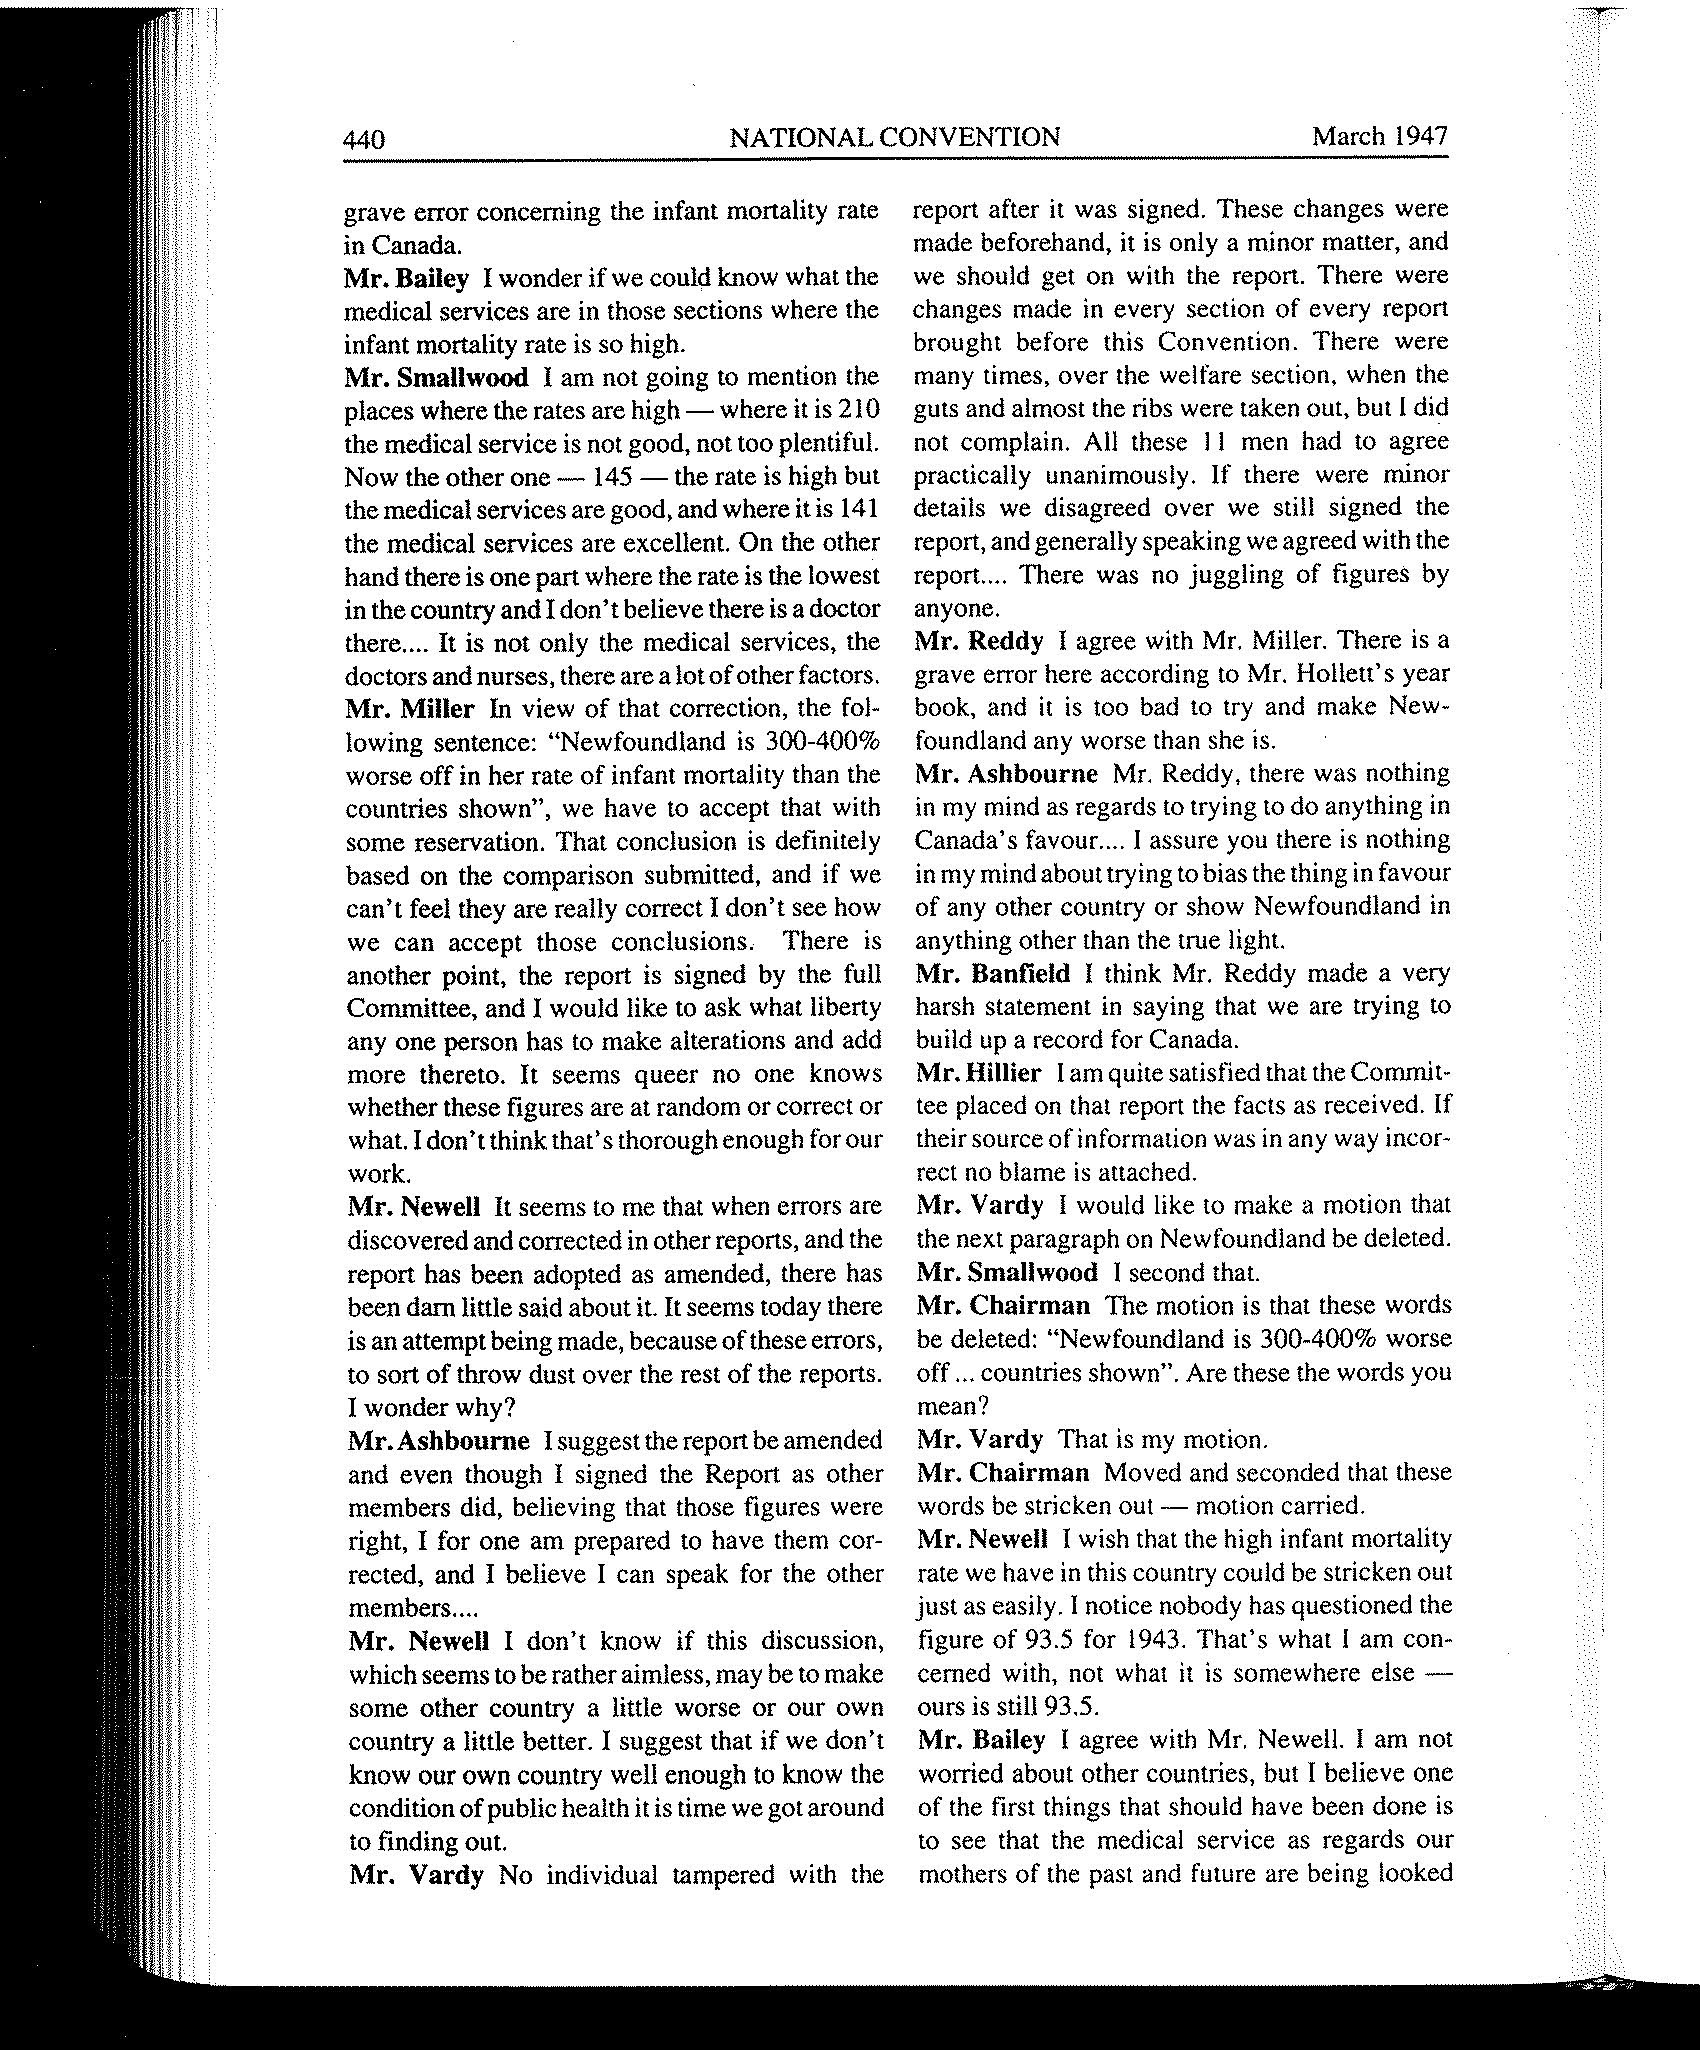 440 NATIONAL CONVENTION March 1947
grave error concerning the infant mortality rate
in Canada.
Mr. Bailey I wonder if we could know what the
medical services are in those sections where the
infant mortality rate is so high.
Mr. Smallwood I am not going to mention the
places where the rates are high — where it is 210
the medical service is not good, not too plentiful.
Now the other one — 145 — the rate is high but
the medical services are good, and where it is 141
the medical services are excellent. On the other
hand there is one part where the rate is the lowest
in the country and I don't believe there is a doctor
there.... It is not only the medical services, the
doctors and nurses, there are a lot of other factors.
Mr. Miller In view of that correction, the fol-
lowing sentence: "Newfoundland is 300-400%
worse off in her rate of infant mortality than the
countries shown", we have to accept that with
some reservation. That conclusion is definitely
based on the comparison submitted, and if we
can't feel they are really correct I don't see how
we can accept those conclusions. There is
another point, the report is signed by the full
Committee, and I would like to ask what liberty
any one person has to make alterations and add
more thereto. It seems queer no one knows
whether these figures are at random or correct or
what. I don't think that's thorough enough for our
work.
Mr. Newell It seems to me that when errors are
discovered and corrected in other reports, and the
report has been adopted as amended, there has
been darn little said about it. It seems today there
is an attempt being made, because of these errors,
to sort of throw dust over the rest of the reports.
I wonder why?
Mr. Ashbourne I suggest the report be amended
and even though I signed the Report as other
members did, believing that those figures were
right, I for one am prepared to have them cor-
rected, and I believe I can speak for the other
members....
Mr. Newell I don't know if this discussion,
which seems to be rather aimless, may be to make
some other country a little worse or our own
country a little better. I suggest that if we don't
know our own country well enough to know the
condition of public health it is time we got around
to finding out.
Mr. Vardy No individual tampered with the
report after it was signed. These changes were
made beforehand, it is only a minor matter, and
we should get on with the report. There were
changes made in every section of every report
brought before this Convention. There were
many times, over the welfare section, when the
guts and almost the ribs were taken out, but I did
not complain. All these 11 men had to agree
practically unanimously. If there were minor
details we disagreed over we still signed the
report, and generally speaking we agreed with the
report.... There was no juggling of figures by
anyone.
Mr. Reddy I agree with Mr. Miller. There is a
grave error here according to Mr. Hollett's year
book, and it is too bad to try and make New-
foundland any worse than she is.
Mr. Ashbourne Mr. Reddy, there was nothing
in my mind as regards to trying to do anything in
Canada's favour.... I assure you there is nothing
in my mind about trying to bias the thing in favour
of any other country or show Newfoundland in
anything other than the true light.
Mr. Banfield I think Mr. Reddy made a very
harsh statement in saying that we are trying to
build up a record for Canada.
Mr. Hillier I am quite satisfied that the Commit-
tee placed on that report the facts as received. If
their source of information was in any way incor-
rect no blame is attached.
Mr. Vardy I would like to make a motion that
the next paragraph on Newfoundland be deleted.
Mr. Smallwood I second that.
Mr. Chairman The motion is that these words
be deleted: "Newfoundland is 300-400% worse
off ... countries shown". Are these the words you
mean?
Mr. Vardy That is my motion.
Mr. Chairman Moved and seconded that these
words be stricken out — motion carried.
Mr. Newell I wish that the high infant mortality
rate we have in this country could be stricken out
just as easily. I notice nobody has questioned the
figure of 93.5 for 1943. That's what I am con-
cerned with, not what it is somewhere else —
ours is still 93.5.
Mr. Bailey I agree with Mr. Newell. I am not
worried about other countries, but I believe one
of the first things that should have been done is
to see that the medical service as regards our
mothers of the past and future are being looked